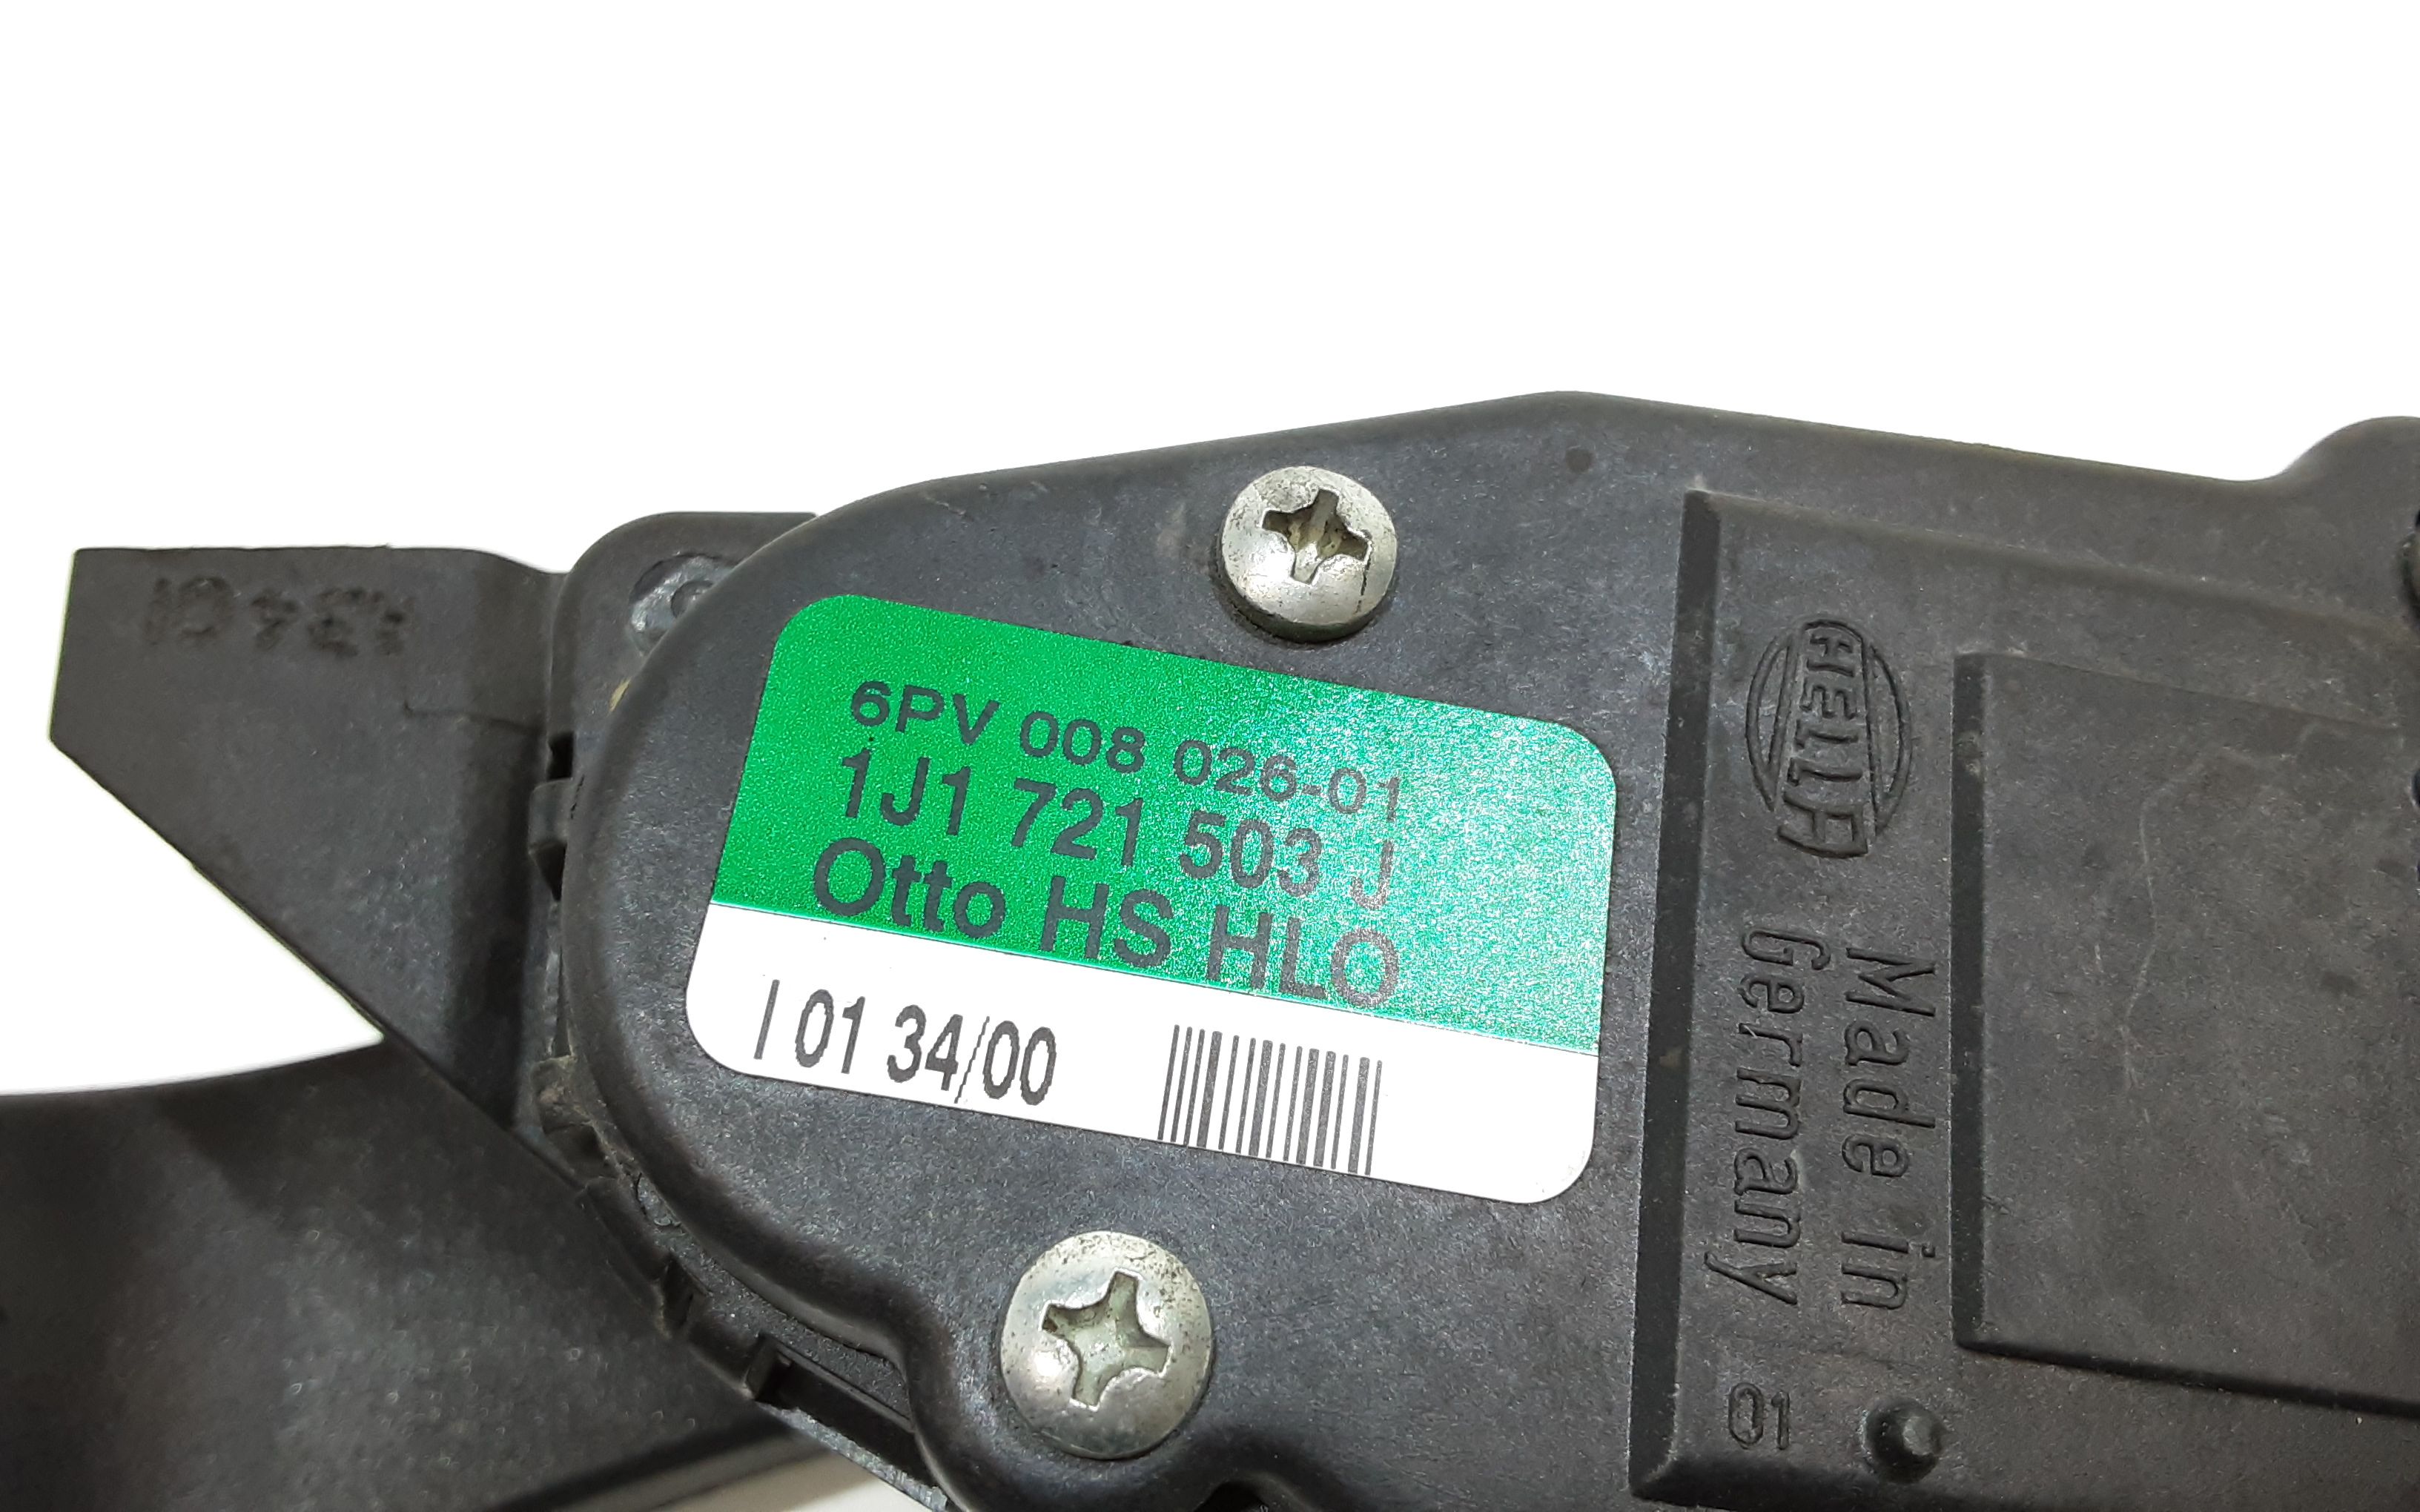 6PV 008 026-01
1J1 721 503 J
Otto HS HLO
I 01 34/00
HELLA
Made in
Germany
01